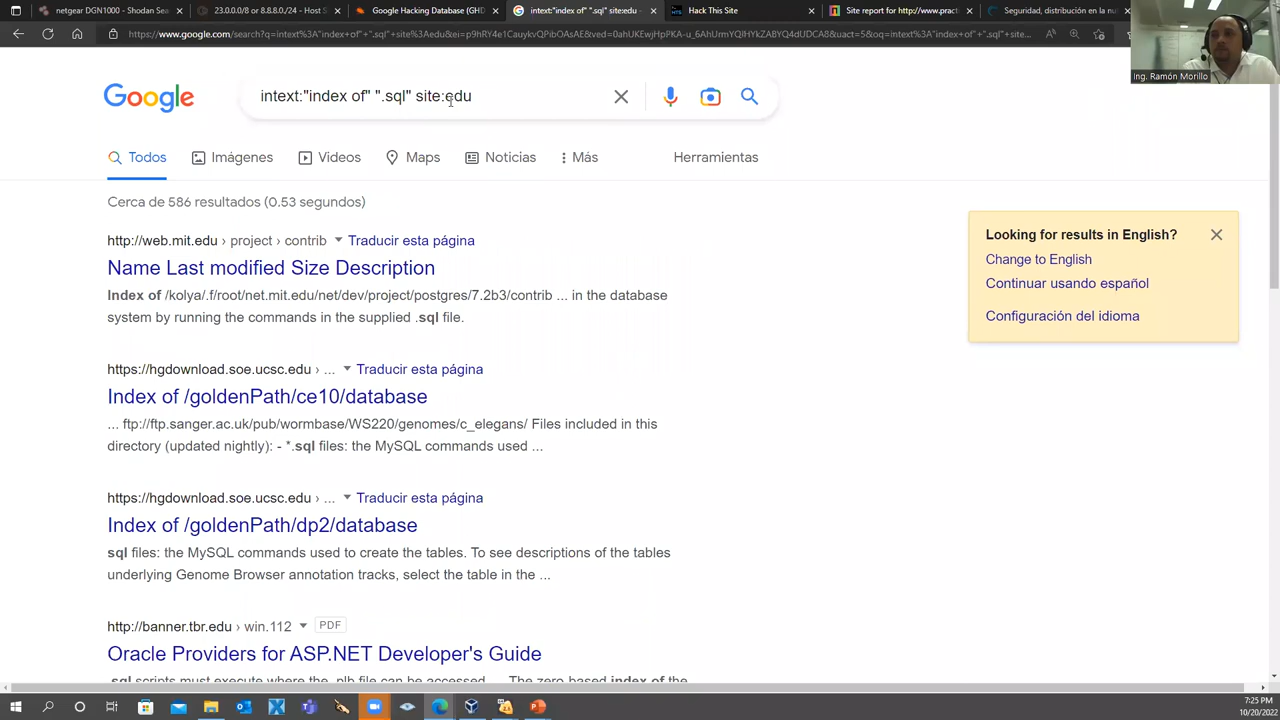 netgear DGN1000 - Shodan Sea
23.0.0.0/8 or 8.8.8.0/24 - Host S
Google Hacking Database (GHD
intext:"index of" ".sql" site:edu -
Hack This Site
Site report for http://www.pract
Seguridad, distribución en la nu
https://www.google.com/search?q=intext%3A"index+of"+".sql"+site%3Aedu&ei=p9hRY4e1CauykvQPibOAsAE&ved=0ahUKEwjHpPKA-u_6AhUrmYQIHYkZABYQ4dUDCA8&uact=5&oq=intext%3A"index+of"+".sql"+site...
Ing. Ramón Morillo
Google
intext:"index of" ".sql" site:edu
Todos
Imágenes
Videos
Maps
Noticias
Más
Herramientas
Cerca de 586 resultados (0.53 segundos)
http://web.mit.edu › project › contrib
Traducir esta página
Name Last modified Size Description
Index of /kolya/.f/root/net.mit.edu/net/dev/project/postgres/7.2b3/contrib ... in the database
system by running the commands in the supplied .sql file.
https://hgdownload.soe.ucsc.edu › ...
Traducir esta página
Index of /goldenPath/ce10/database
... ftp://ftp.sanger.ac.uk/pub/wormbase/WS220/genomes/c_elegans/ Files included in this
directory (updated nightly): - *.sql files: the MySQL commands used ...
https://hgdownload.soe.ucsc.edu › ...
Traducir esta página
Index of /goldenPath/dp2/database
sql files: the MySQL commands used to create the tables. To see descriptions of the tables
underlying Genome Browser annotation tracks, select the table in the ...
http://banner.tbr.edu › win.112
PDF
Oracle Providers for ASP.NET Developer's Guide
.sql scripts must execute where the .plb file can be accessed. ... The zero-based index of the
Looking for results in English?
Change to English
Continuar usando español
Configuración del idioma
7:25 PM
10/20/2022